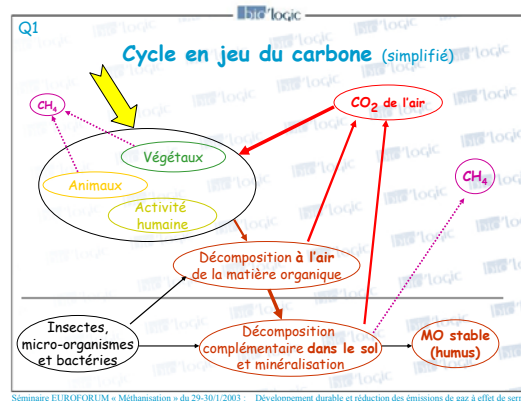 bio'logic
Q1
Cycle en jeu du carbone (simplifié)
CH4
CO2 de l'air
Végétaux
CH4
Animaux
Activité
humaine
Décomposition à l'air
de la matière organique
Insectes,
micro-organismes
et bactéries
Décomposition
complémentaire dans le sol
et minéralisation
MO stable
(humus)
Séminaire EUROFORUM « Méthanisation » du 29-30/1/2003 : Développement durable et réduction des émissions de gaz à effet de serre